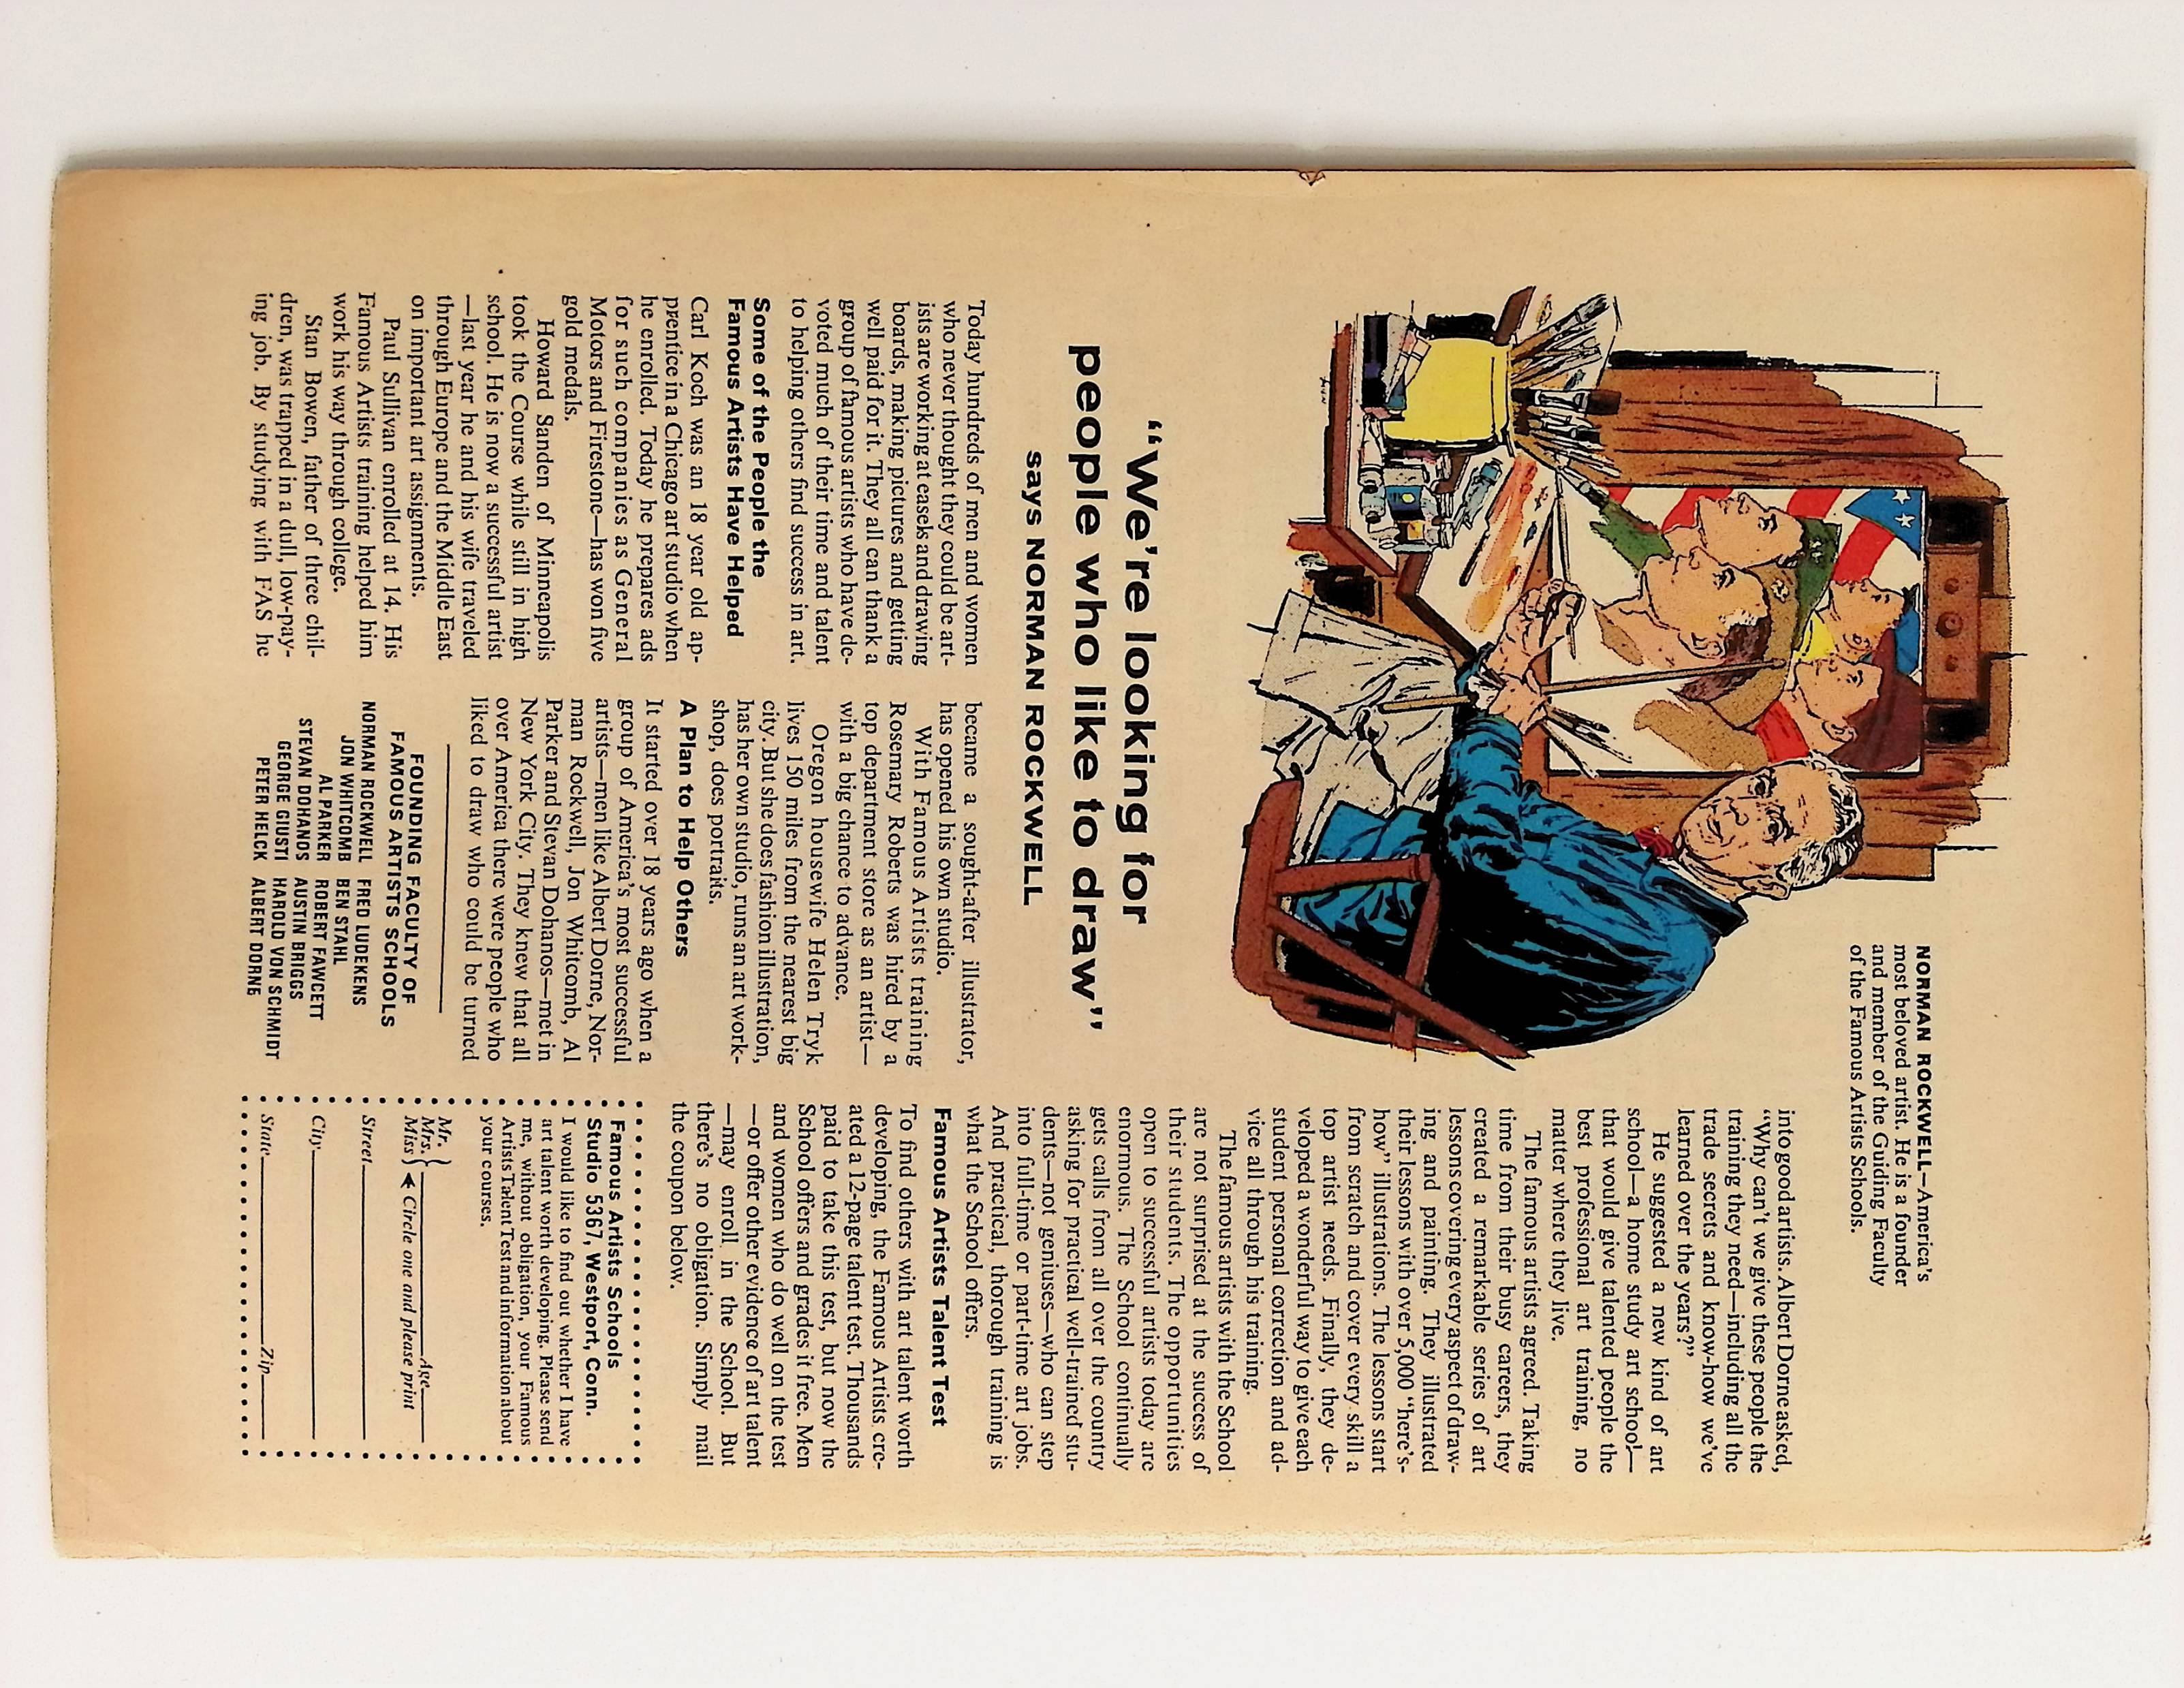 NORMAN ROCKWELL—America's
most beloved artist. He is a founder
and member of the Guiding Faculty
of the Famous Artists Schools.
"We're looking for
people who like to draw"
says NORMAN ROCKWELL
Today hundreds of men and women
who never thought they could be art-
ists are working at easels and drawing
boards, making pictures and getting
well paid for it. They all can thank a
group of famous artists who have de-
voted much of their time and talent
to helping others find success in art.
Some of the People the
Famous Artists Have Helped
Carl Koch was an 18 year old ap-
prentice in a Chicago art studio when
he enrolled. Today he prepares ads
for such companies as General
Motors and Firestone—has won five
gold medals.
Howard Sanden of Minneapolis
took the Course while still in high
school. He is now a successful artist
—last year he and his wife traveled
through Europe and the Middle East
on important art assignments.
Paul Sullivan enrolled at 14. His
Famous Artists training helped him
work his way through college.
Stan Bowen, father of three chil-
dren, was trapped in a dull, low-pay-
ing job. By studying with FAS he
became a sought-after illustrator,
has opened his own studio.
With Famous Artists training
Rosemary Roberts was hired by a
top department store as an artist—
with a big chance to advance.
Oregon housewife Helen Tryk
lives 150 miles from the nearest big
city. But she does fashion illustration,
has her own studio, runs an art work-
shop, does portraits.
A Plan to Help Others
It started over 18 years ago when a
group of America's most successful
artists—men like Albert Dorne, Nor-
man Rockwell, Jon Whitcomb, Al
Parker and Stevan Dohanos—met in
New York City. They knew that all
over America there were people who
liked to draw who could be turned
FOUNDING FACULTY OF
FAMOUS ARTISTS SCHOOLS
NORMAN ROCKWELL FRED LUDEKENS
JON WHITCOMB BEN STAHL
AL PARKER ROBERT FAWCETT
STEVAN DOHANOS AUSTIN BRIGGS
GEORGE GIUSTI HAROLD VON SCHMIDT
PETER HELCK ALBERT DORNE
into good artists. Albert Dorne asked,
"Why can't we give these people the
training they need—including all the
trade secrets and know-how we've
learned over the years?"
He suggested a new kind of art
school—a home study art school—
that would give talented people the
best professional art training, no
matter where they live.
The famous artists agreed. Taking
time from their busy careers, they
created a remarkable series of art
lessons covering every aspect of draw-
ing and painting. They illustrated
their lessons with over 5,000 "here's-
how" illustrations. The lessons start
from scratch and cover every skill a
top artist needs. Finally, they de-
veloped a wonderful way to give each
student personal correction and ad-
vice all through his training.
The famous artists with the School
are not surprised at the success of
their students. The opportunities
open to successful artists today are
enormous. The School continually
gets calls from all over the country
asking for practical well-trained stu-
dents—not geniuses—who can step
into full-time or part-time art jobs.
And practical, thorough training is
what the School offers.
Famous Artists Talent Test
To find others with art talent worth
developing, the Famous Artists cre-
ated a 12-page talent test. Thousands
paid to take this test, but now the
School offers and grades it free. Men
and women who do well on the test
—or offer other evidence of art talent
—may enroll in the School. But
there's no obligation. Simply mail
the coupon below.
Famous Artists Schools
Studio 5367, Westport, Conn.
I would like to find out whether I have
art talent worth developing. Please send
me, without obligation, your Famous
Artists Talent Test and information about
your courses.
Mr.
Mrs. Age
Miss Circle one and please print
Street
City
State Zip